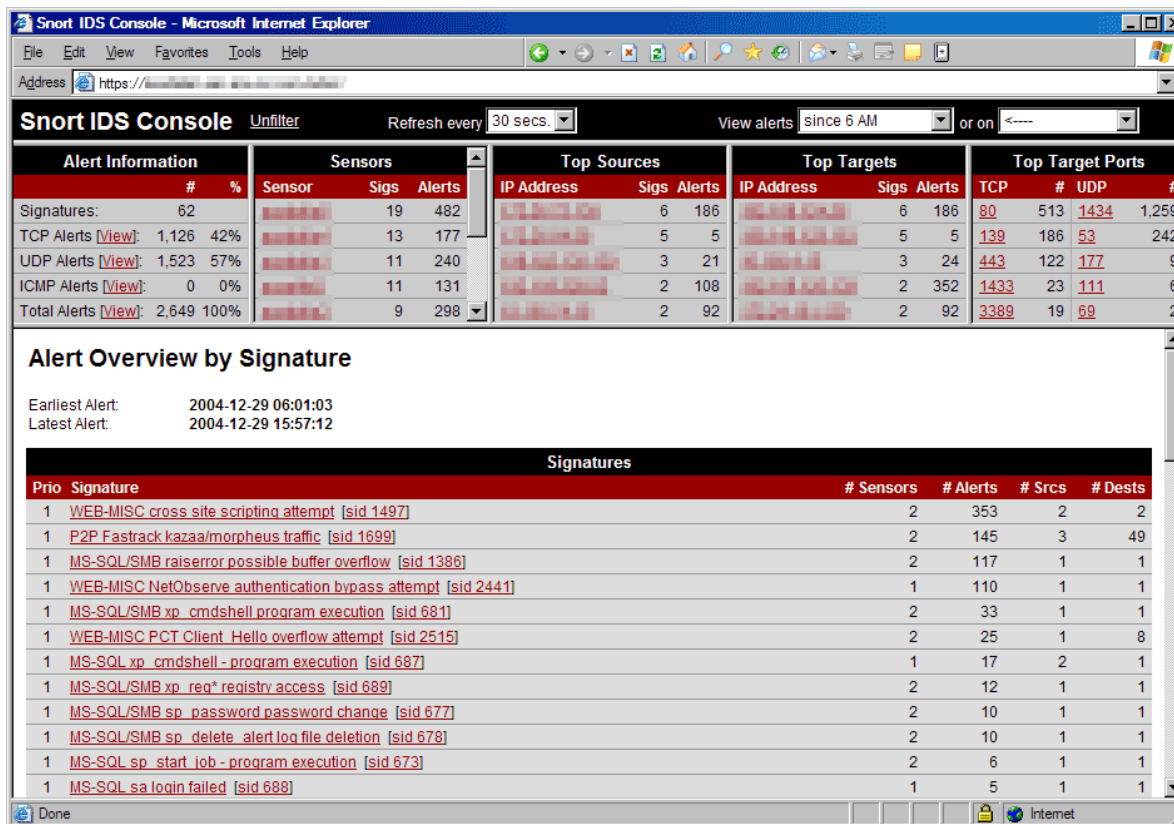 Snort IDS Console - Microsoft Internet Explorer
File Edit View Favorites Tools Help
Address https://
Snort IDS Console Unfilter Refresh every 30 secs. View alerts since 6 AM or on <----
Alert Information Sensors Top Sources Top Targets Top Target Ports
# % Sensor Sigs Alerts IP Address Sigs Alerts IP Address Sigs Alerts TCP # UDP #
Signatures: 62 19 482 6 186 6 186 80 513 1434 1,259
TCP Alerts [View]: 1,126 42% 13 177 5 5 5 5 139 186 53 242
UDP Alerts [View]: 1,523 57% 11 240 3 21 3 24 443 122 177 9
ICMP Alerts [View]: 0 0% 11 131 2 108 2 352 1433 23 111 6
Total Alerts [View]: 2,649 100% 9 298 2 92 2 92 3389 19 69 2
Alert Overview by Signature
Earliest Alert: 2004-12-29 06:01:03
Latest Alert: 2004-12-29 15:57:12
Signatures
Prio Signature # Sensors # Alerts # Srcs # Dests
1 WEB-MISC cross site scripting attempt [sid 1497] 2 353 2 2
1 P2P Fastrack kazaa/morpheus traffic [sid 1699] 2 145 3 49
1 MS-SQL/SMB raiserror possible buffer overflow [sid 1386] 2 117 1 1
1 WEB-MISC NetObserve authentication bypass attempt [sid 2441] 1 110 1 1
1 MS-SQL/SMB xp_cmdshell program execution [sid 681] 2 33 1 1
1 WEB-MISC PCT Client_Hello overflow attempt [sid 2515] 2 25 1 8
1 MS-SQL xp_cmdshell - program execution [sid 687] 1 17 2 1
1 MS-SQL/SMB xp_reg* registry access [sid 689] 2 12 1 1
1 MS-SQL/SMB sp_password password change [sid 677] 2 10 1 1
1 MS-SQL/SMB sp_delete_alert log file deletion [sid 678] 2 10 1 1
1 MS-SQL sp_start_job - program execution [sid 673] 2 6 1 1
1 MS-SQL sa login failed [sid 688] 1 5 1 1
Done Internet